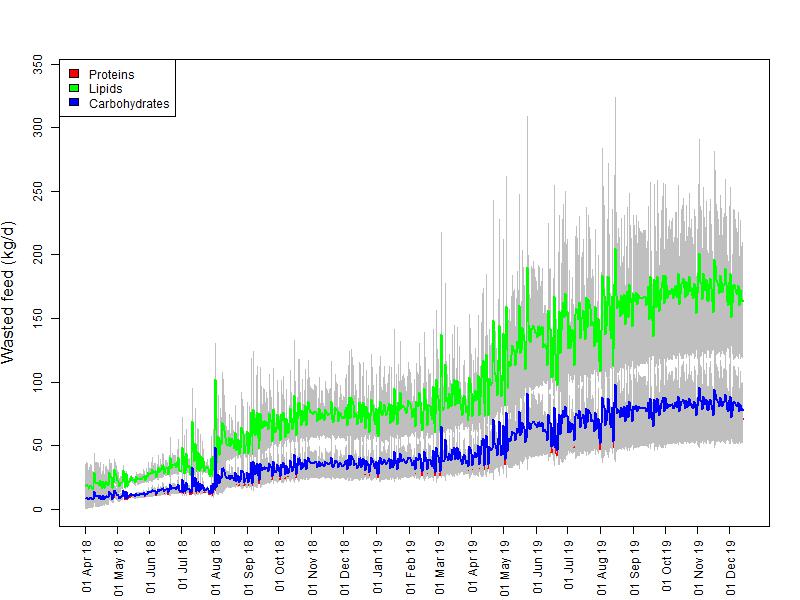 Proteins
Lipids
Carbohydrates
Wasted feed (kg/d)
350
300
250
200
150
100
50
0
01 Apr 18
01 May 18
01 Jun 18
01 Jul 18
01 Aug 18
01 Sep 18
01 Oct 18
01 Nov 18
01 Dec 18
01 Jan 19
01 Feb 19
01 Mar 19
01 Apr 19
01 May 19
01 Jun 19
01 Jul 19
01 Aug 19
01 Sep 19
01 Oct 19
01 Nov 19
01 Dec 19